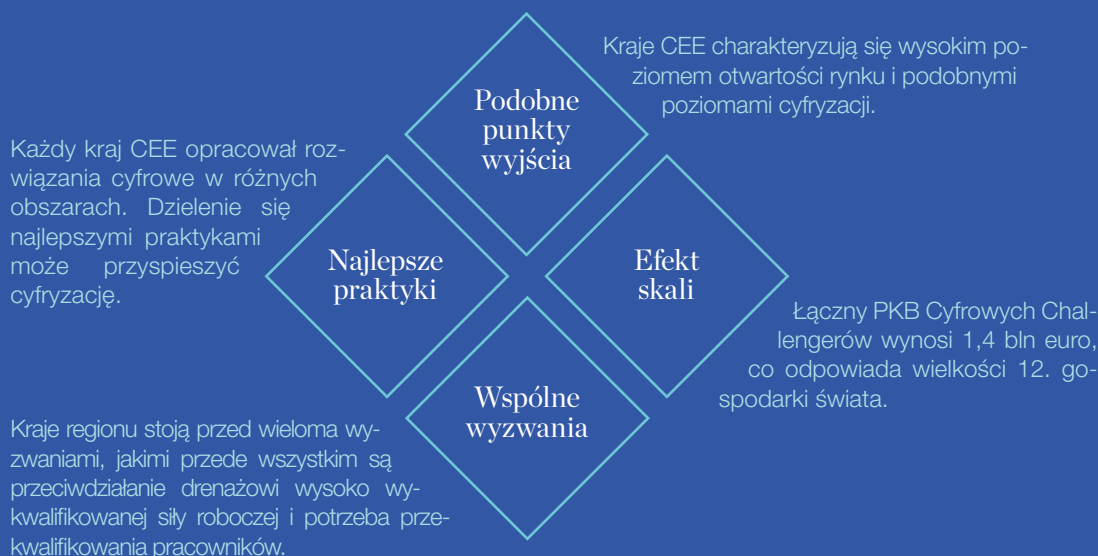 Podobne
punkty
wyjścia
Kraje CEE charakteryzują się wysokim po-
ziomem otwartości rynku i podobnymi
poziomami cyfryzacji.
Każdy kraj CEE opracował roz-
wiązania cyfrowe w różnych
obszarach. Dzielenie się
najlepszymi praktykami
może przyspieszyć
cyfryzację.
Najlepsze
praktyki
Efekt
skali
Łączny PKB Cyfrowych Chal-
lengerów wynosi 1,4 bln euro,
co odpowiada wielkości 12. go-
spodarki świata.
Wspólne
wyzwania
Kraje regionu stoją przed wieloma wy-
zwaniami, jakimi przede wszystkim są
przeciwdziałanie drenażowi wysoko wy-
kwalifikowanej siły roboczej i potrzeba prze-
kwalifikowania pracowników.